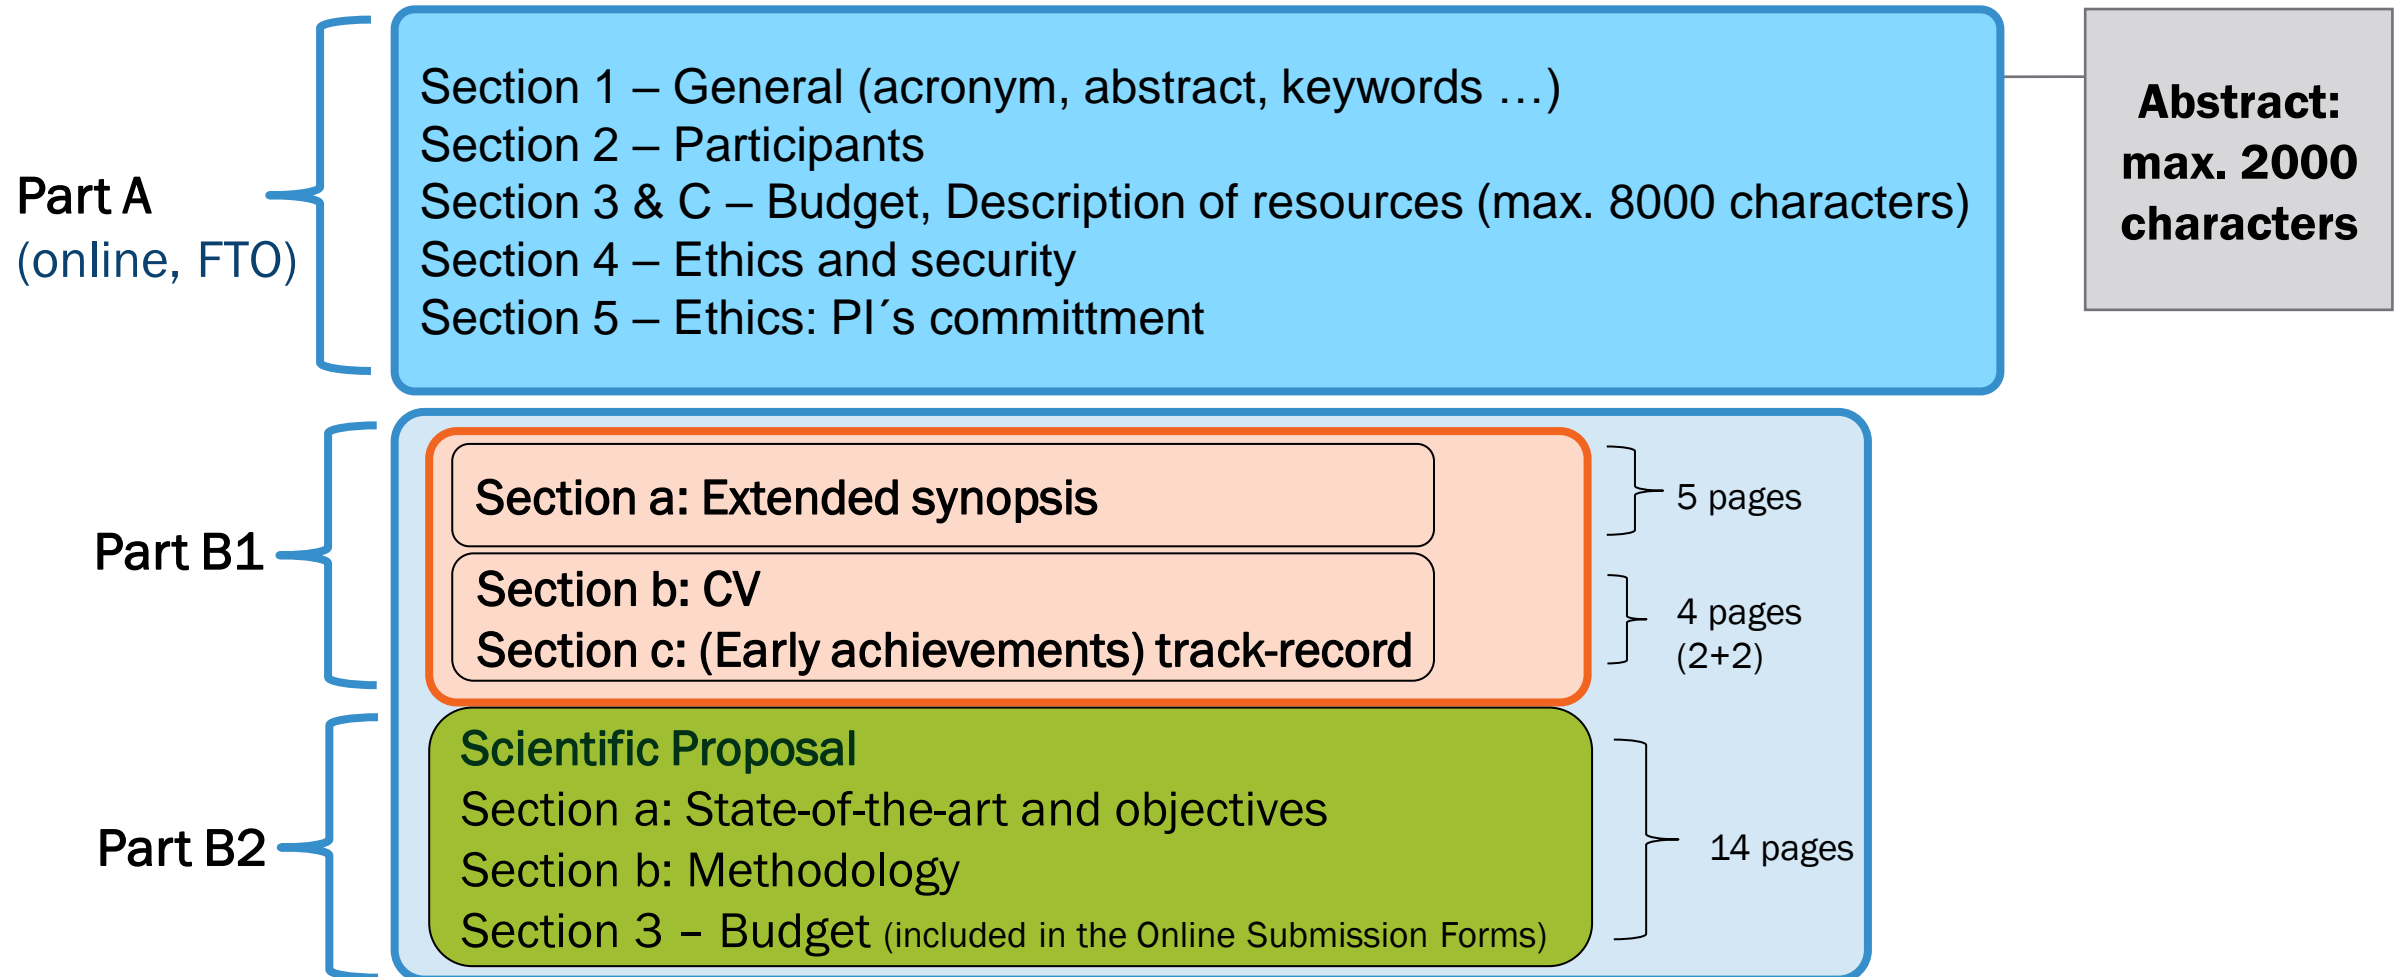 Part A
(online, FTO)
Section 1 – General (acronym, abstract, keywords …)
Section 2 – Participants
Section 3 & C – Budget, Description of resources (max. 8000 characters)
Section 4 – Ethics and security
Section 5 – Ethics: PI´s committment
Abstract:
max. 2000
characters
Part B1
Section a: Extended synopsis
5 pages
Section b: CV
Section c: (Early achievements) track-record
4 pages
(2+2)
Part B2
Scientific Proposal
Section a: State-of-the-art and objectives
Section b: Methodology
Section 3 – Budget (included in the Online Submission Forms)
14 pages